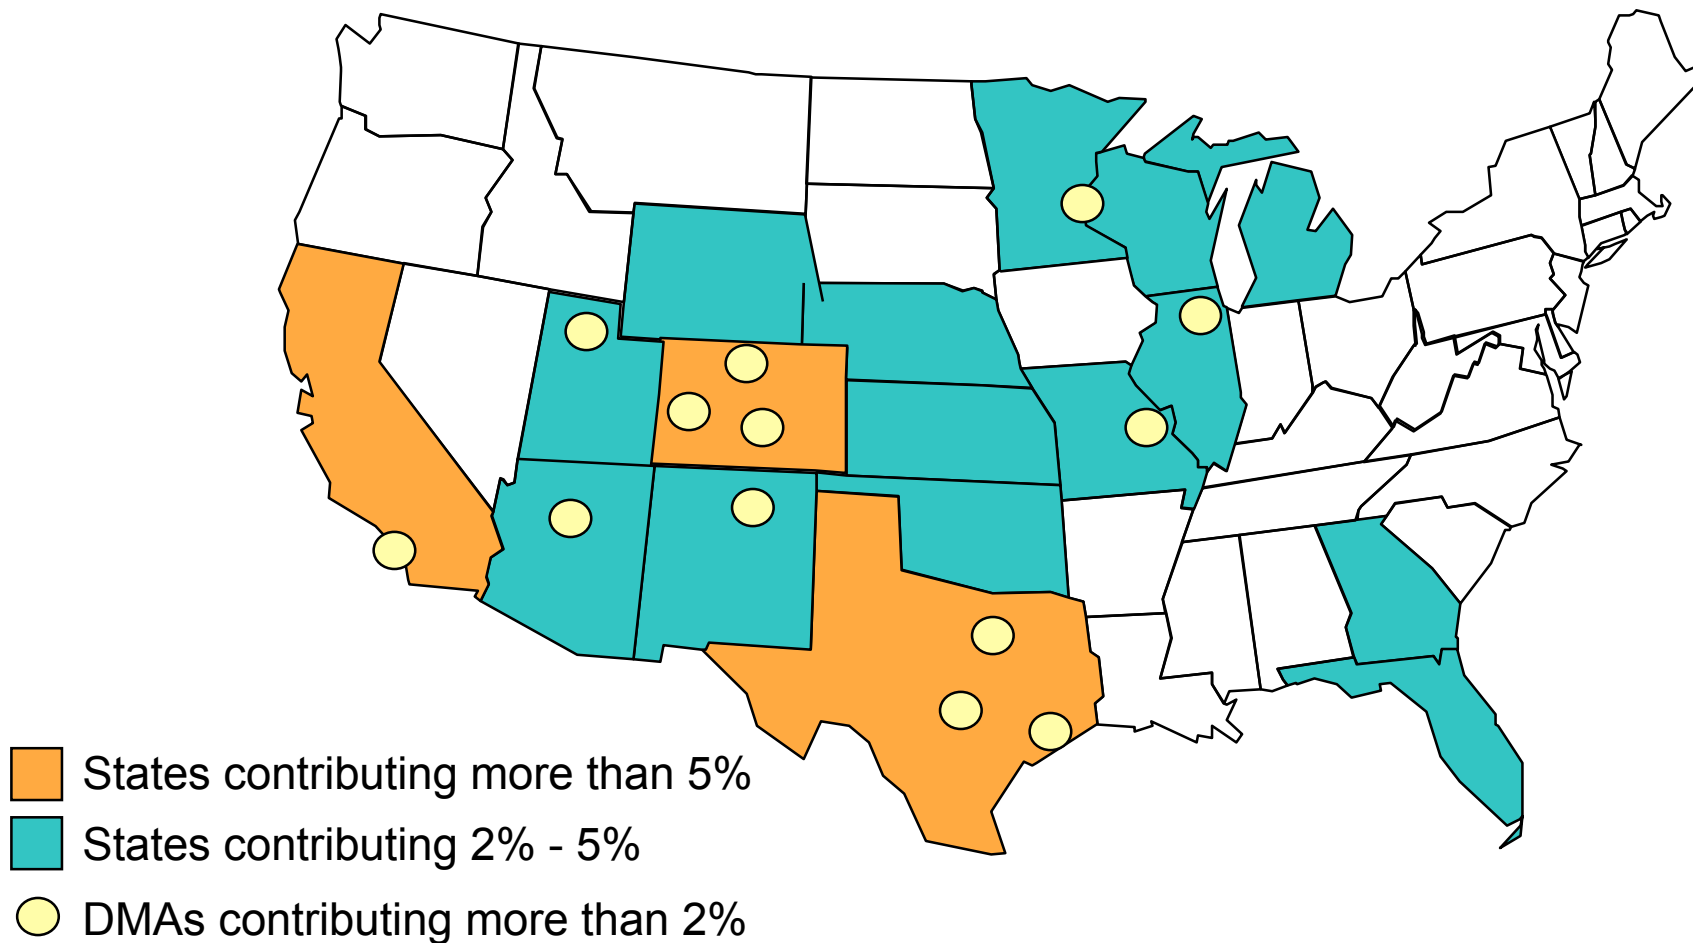 States contributing more than 5%
States contributing 2% - 5%
DMAs contributing more than 2%